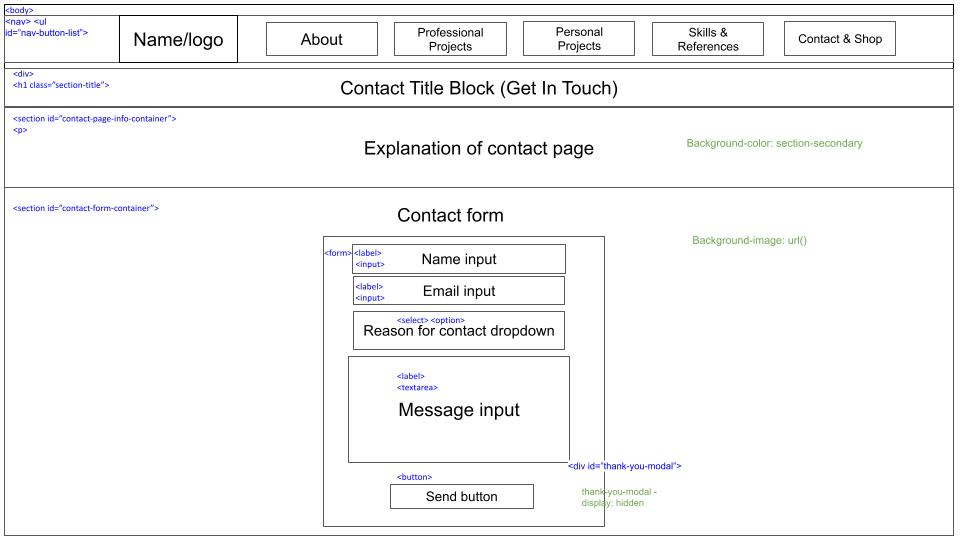 <body>
<nav> <ul
id="nav-button-list">
Name/logo
About
Professional
Projects
Personal
Projects
Skills &
References
Contact & Shop
<div>
<h1 class="section-title">
Contact Title Block (Get In Touch)
<section id="contact-page-info-container">
<p>
Explanation of contact page
Background-color: section-secondary
<section id="contact-form-container">
Contact form
Background-image: url()
<form>
<label>
<input>
Name input
<label>
<input>
Email input
<select> <option>
Reason for contact dropdown
<label>
<textarea>
Message input
<div id="thank-you-modal">
<button>
Send button
thank-you-modal -
display: hidden